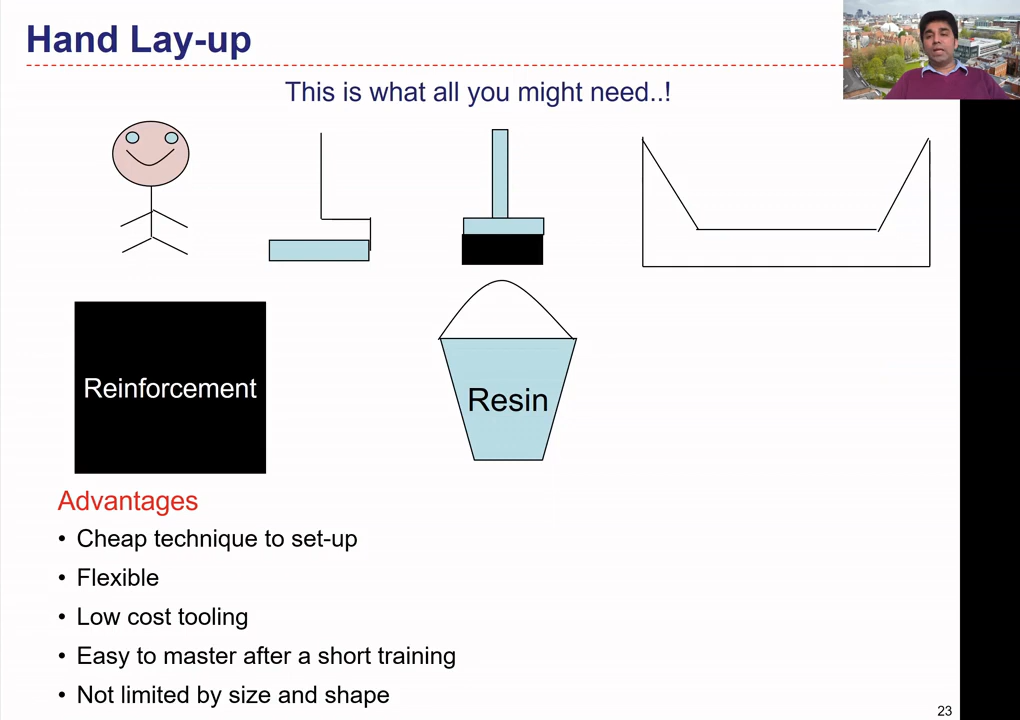 Hand Lay-up
This is what all you might need..!
Reinforcement
Resin
Advantages
• Cheap technique to set-up
• Flexible
• Low cost tooling
• Easy to master after a short training
• Not limited by size and shape
23